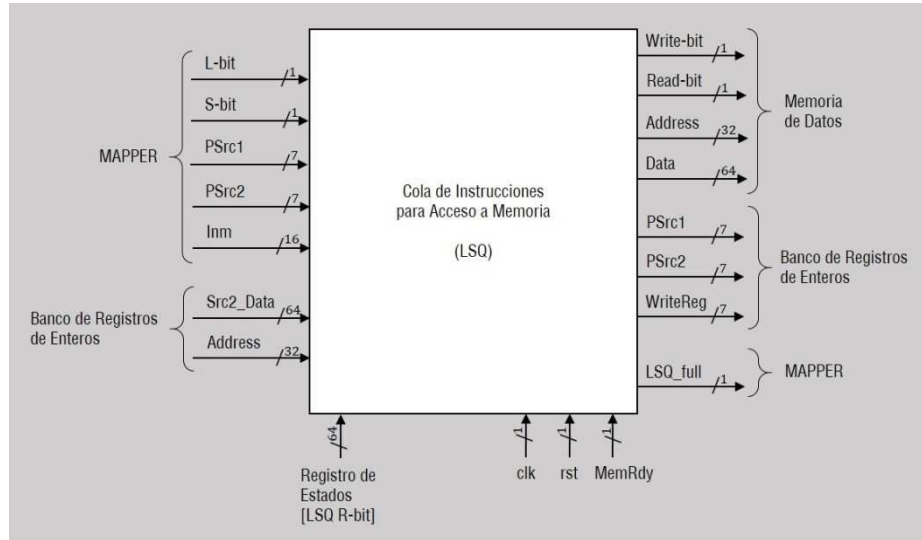 MAPPER
L-bit
1
S-bit
1
PSrc1
7
PSrc2
7
Inm
16
Banco de Registros
de Enteros
Src2_Data
64
Address
32
Cola de Instrucciones
para Acceso a Memoria
(LSQ)
Write-bit
1
Read-bit
1
Address
32
Data
64
Memoria
de Datos
PSrc1
7
PSrc2
7
WriteReg
7
Banco de Registros
de Enteros
LSQ_full
1
MAPPER
64
Registro de
Estados
[LSQ R-bit]
1
clk
1
rst
1
MemRdy